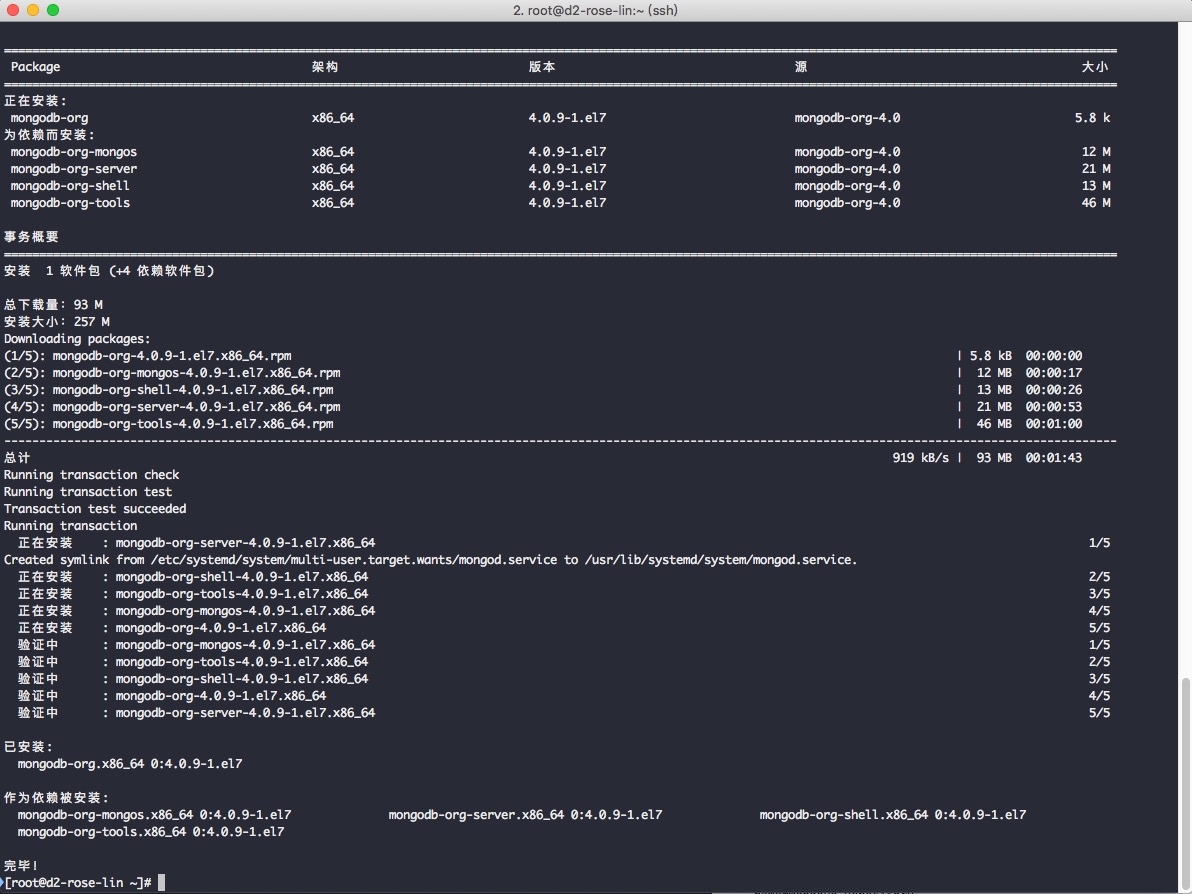 2. root@d2-rose-lin:~ (ssh)
Package 架构 版本 源 大小
正在安装:
mongodb-org x86_64 4.0.9-1.el7 mongodb-org-4.0 5.8 k
为依赖而安装:
mongodb-org-mongos x86_64 4.0.9-1.el7 mongodb-org-4.0 12 M
mongodb-org-server x86_64 4.0.9-1.el7 mongodb-org-4.0 21 M
mongodb-org-shell x86_64 4.0.9-1.el7 mongodb-org-4.0 13 M
mongodb-org-tools x86_64 4.0.9-1.el7 mongodb-org-4.0 46 M
事务概要
安装 1 软件包 (+4 依赖软件包)
总下载量：93 M
安装大小：257 M
Downloading packages:
(1/5): mongodb-org-4.0.9-1.el7.x86_64.rpm | 5.8 kB 00:00:00
(2/5): mongodb-org-mongos-4.0.9-1.el7.x86_64.rpm | 12 MB 00:00:17
(3/5): mongodb-org-shell-4.0.9-1.el7.x86_64.rpm | 13 MB 00:00:26
(4/5): mongodb-org-server-4.0.9-1.el7.x86_64.rpm | 21 MB 00:00:53
(5/5): mongodb-org-tools-4.0.9-1.el7.x86_64.rpm | 46 MB 00:01:00
总计 919 kB/s | 93 MB 00:01:43
Running transaction check
Running transaction test
Transaction test succeeded
Running transaction
正在安装 : mongodb-org-server-4.0.9-1.el7.x86_64 1/5
Created symlink from /etc/systemd/system/multi-user.target.wants/mongod.service to /usr/lib/systemd/system/mongod.service.
正在安装 : mongodb-org-shell-4.0.9-1.el7.x86_64 2/5
正在安装 : mongodb-org-tools-4.0.9-1.el7.x86_64 3/5
正在安装 : mongodb-org-mongos-4.0.9-1.el7.x86_64 4/5
正在安装 : mongodb-org-4.0.9-1.el7.x86_64 5/5
验证中 : mongodb-org-mongos-4.0.9-1.el7.x86_64 1/5
验证中 : mongodb-org-tools-4.0.9-1.el7.x86_64 2/5
验证中 : mongodb-org-shell-4.0.9-1.el7.x86_64 3/5
验证中 : mongodb-org-4.0.9-1.el7.x86_64 4/5
验证中 : mongodb-org-server-4.0.9-1.el7.x86_64 5/5
已安装:
mongodb-org.x86_64 0:4.0.9-1.el7
作为依赖被安装:
mongodb-org-mongos.x86_64 0:4.0.9-1.el7 mongodb-org-server.x86_64 0:4.0.9-1.el7 mongodb-org-shell.x86_64 0:4.0.9-1.el7
mongodb-org-tools.x86_64 0:4.0.9-1.el7
完毕！
[root@d2-rose-lin ~]#